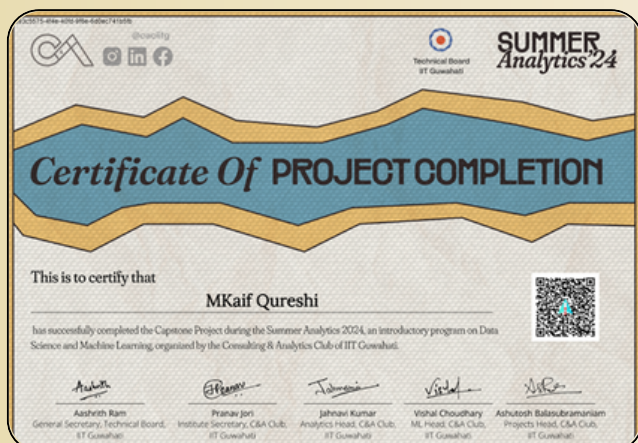 @caciitg
CA
Technical Board
IIT Guwahati
SUMMER
Analytics'24
Certificate Of PROJECT COMPLETION
This is to certify that
MKaif Qureshi
has successfully completed the Capstone Project during the Summer Analytics 2024, an introductory program on Data
Science and Machine Learning, organized by the Consulting & Analytics Club of IIT Guwahati.
Aashrith Ram
General Secretary, Technical Board,
IIT Guwahati
Pranav Jori
Institute Secretary, C&A Club,
IIT Guwahati
Jahnavi Kumar
Analytics Head, C&A Club,
IIT Guwahati
Vishal Choudhary
ML Head, C&A Club,
IIT Guwahati
Ashutosh Balasubramaniam
Projects Head, C&A Club,
IIT Guwahati